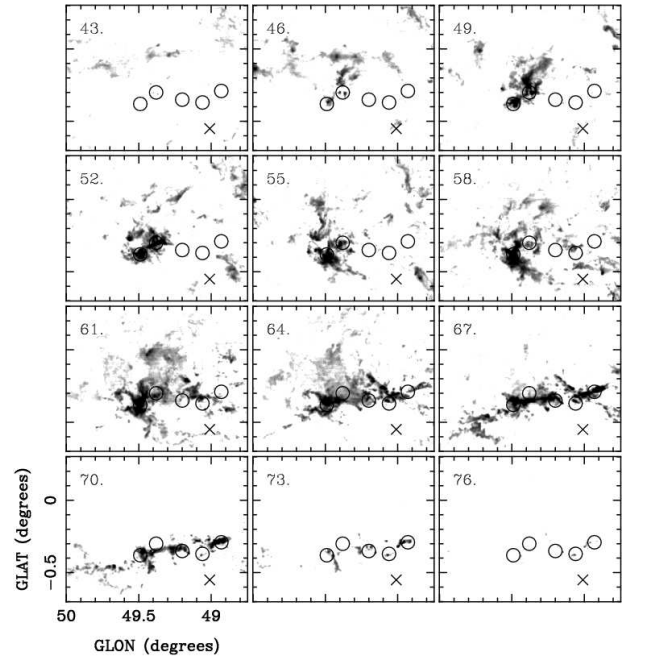 43. 46. 49.
52. 55. 58.
61. 64. 67.
70. 73. 76.
GLAT (degrees)
0
−0.5
50 49.5 49
GLON (degrees)